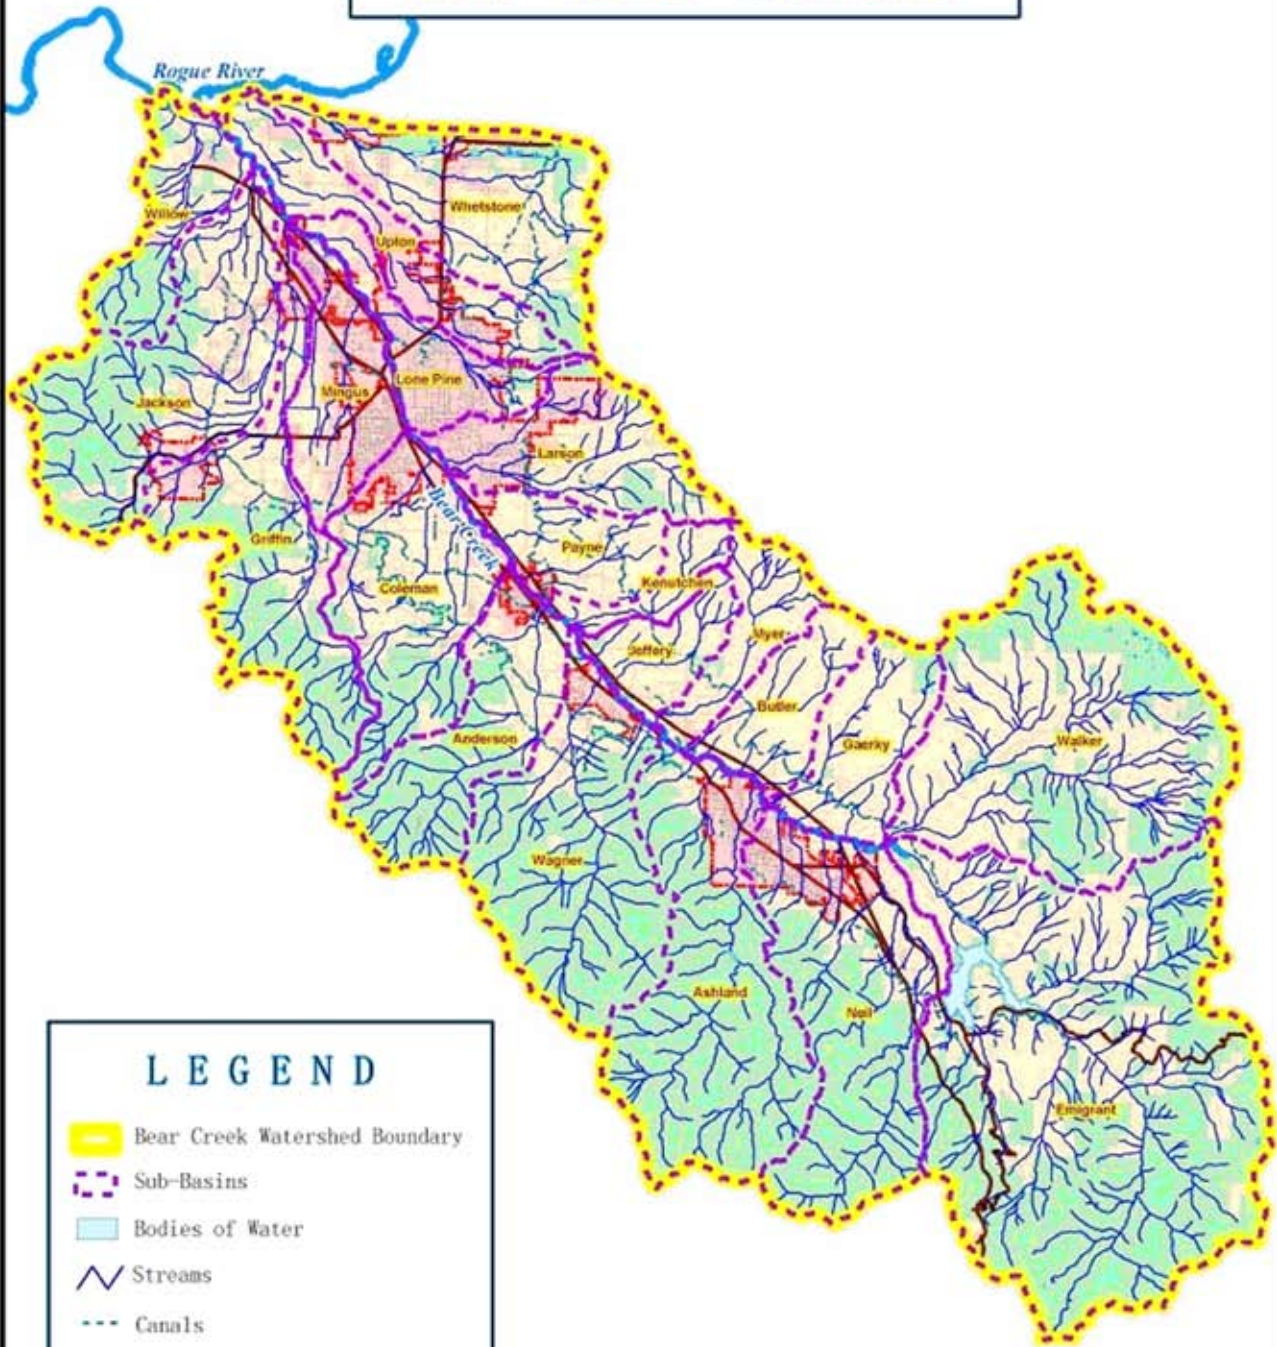 Rogue River
Willow
Whetstone
Upton
Jackson
Mingus
Lone Pine
Larson
Bear Creek
Griffin
Payne
Coleman
Kenutchen
Myer
Joffery
Butler
Anderson
Gaerky
Walker
Wagner
Ashland
Neil
Emigrant
LEGEND
Bear Creek Watershed Boundary
Sub-Basins
Bodies of Water
Streams
Canals